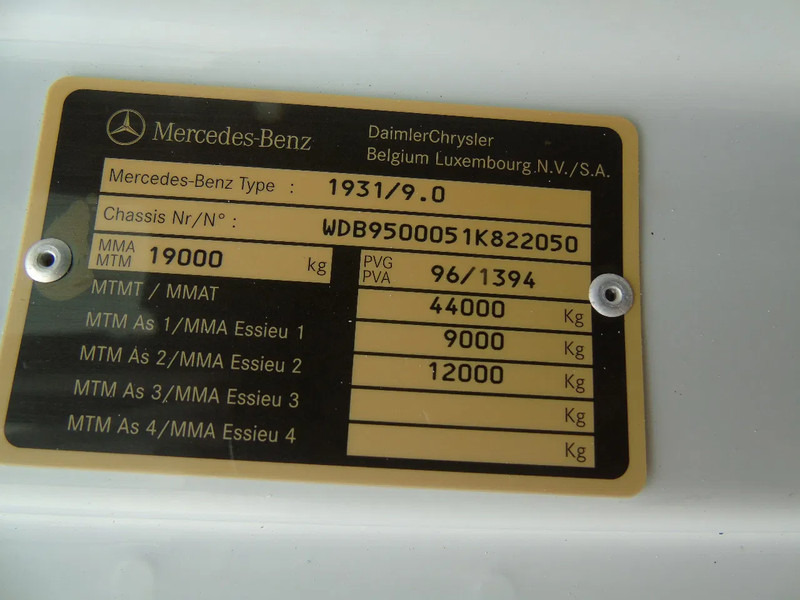 Mercedes-Benz
DaimlerChrysler
Belgium Luxembourg N.V./S.A.
Mercedes-Benz Type : 1931/9.0
Chassis Nr/N° : WDB9500051K822050
MMA
MTM 19000 kg
PVG
PVA 96/1394
MTMT / MMAT 44000 Kg
MTM As 1/MMA Essieu 1 9000 Kg
MTM As 2/MMA Essieu 2 12000 Kg
MTM As 3/MMA Essieu 3 Kg
MTM As 4/MMA Essieu 4 Kg